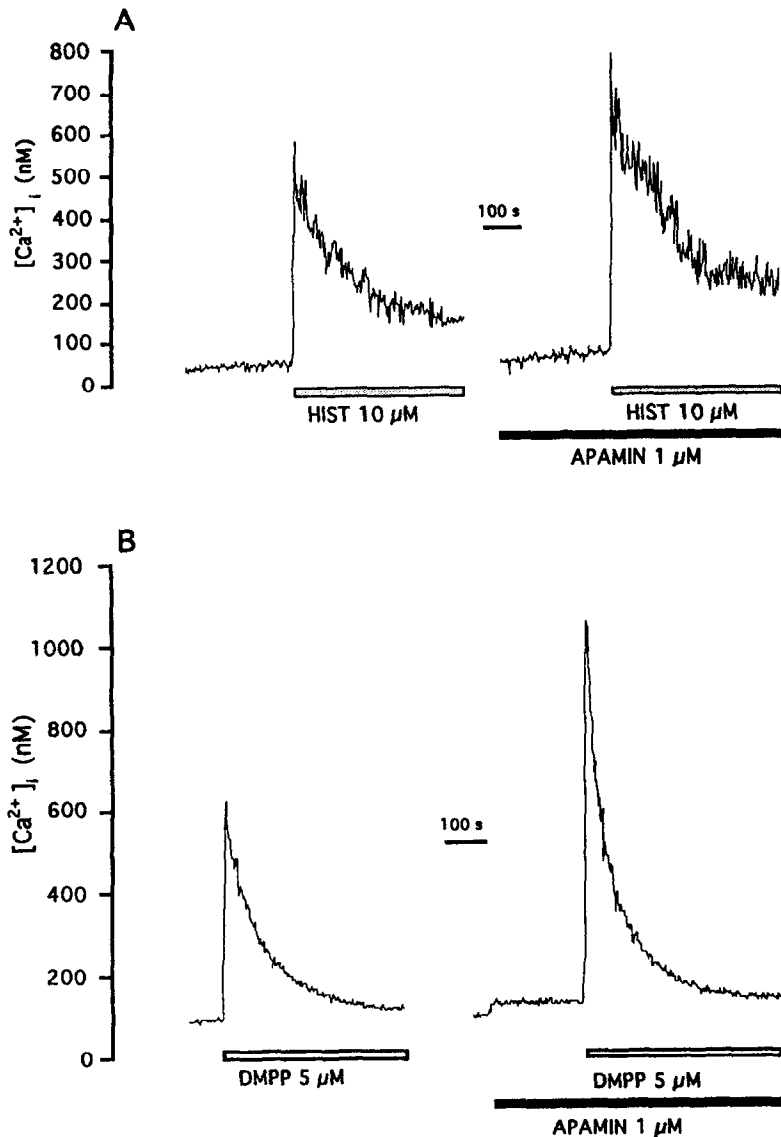 A
800
700
600
500
400
300
200
100
0
[Ca2+] i (nM)
100 s
HIST 10 µM
HIST 10 µM
APAMIN 1 µM
B
1200
1000
800
600
400
200
0
[Ca2+]i (nM)
100 s
DMPP 5 µM
DMPP 5 µM
APAMIN 1 µM